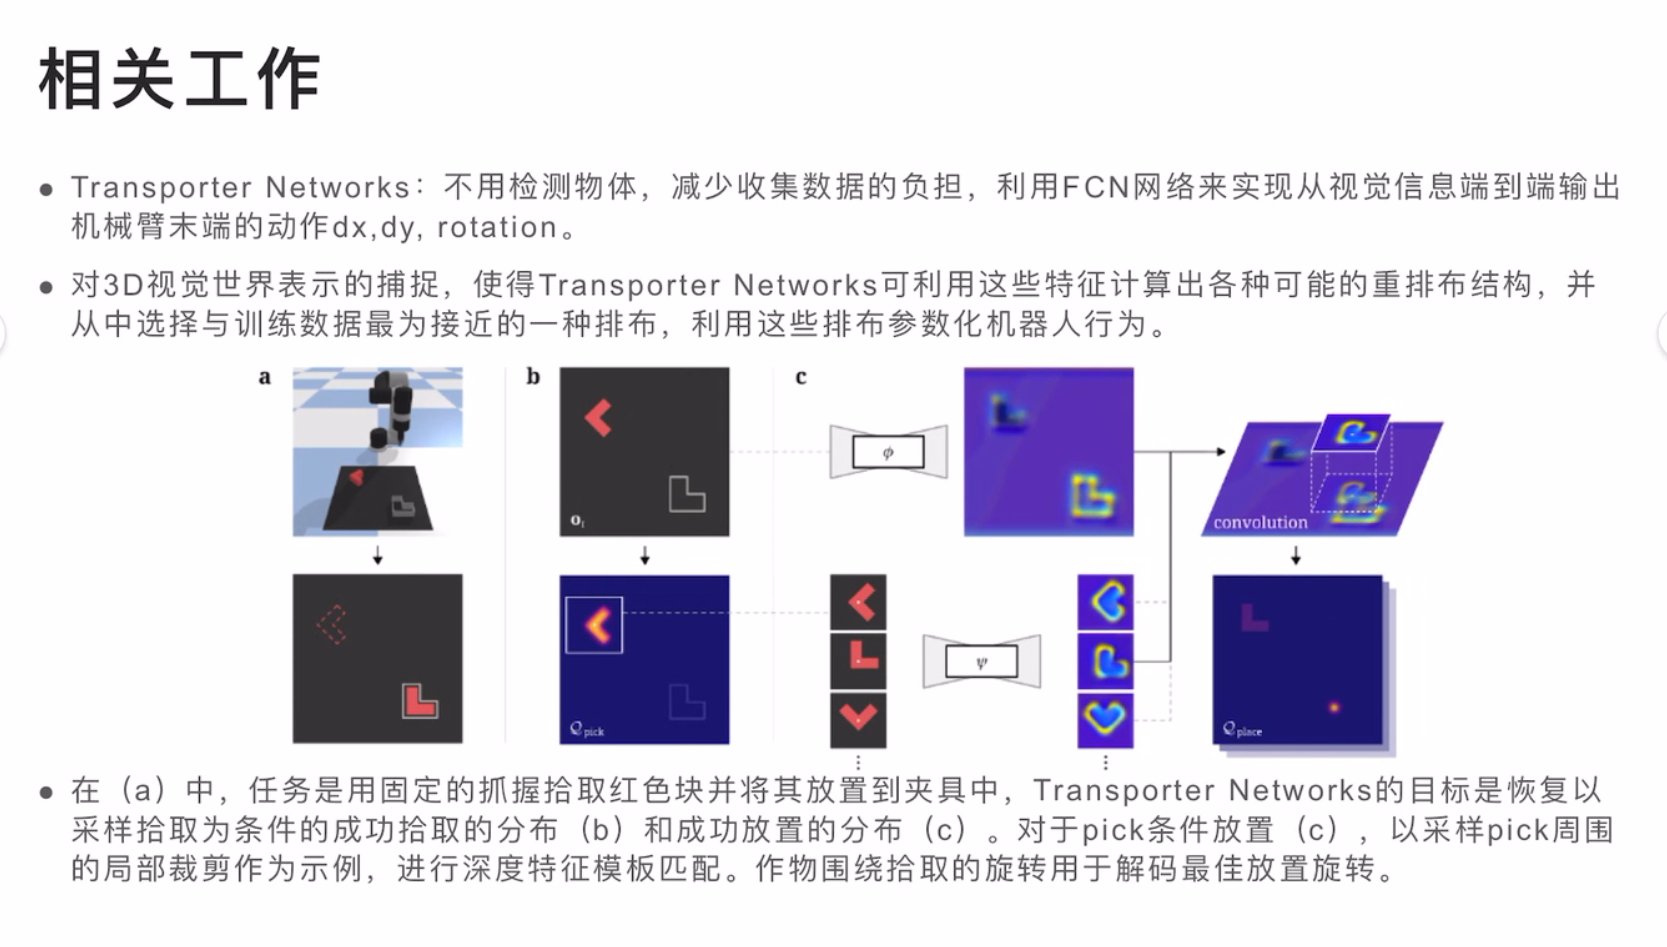 相关工作
Transporter Networks：不用检测物体，减少收集数据的负担，利用FCN网络来实现从视觉信息端到端输出
机械臂末端的动作dx,dy, rotation。
对3D视觉世界表示的捕捉，使得Transporter Networks可利用这些特征计算出各种可能的重排布结构，并
从中选择与训练数据最为接近的一种排布，利用这些排布参数化机器人行为。
a
b
c
ϕ
o_t
convolution
ψ
Q_pick
Q_place
在（a）中，任务是用固定的抓握拾取红色块并将其放置到夹具中，Transporter Networks的目标是恢复以
采样拾取为条件的成功拾取的分布（b）和成功放置的分布（c）。对于pick条件放置（c），以采样pick周围
的局部裁剪作为示例，进行深度特征模板匹配。作物围绕拾取的旋转用于解码最佳放置旋转。